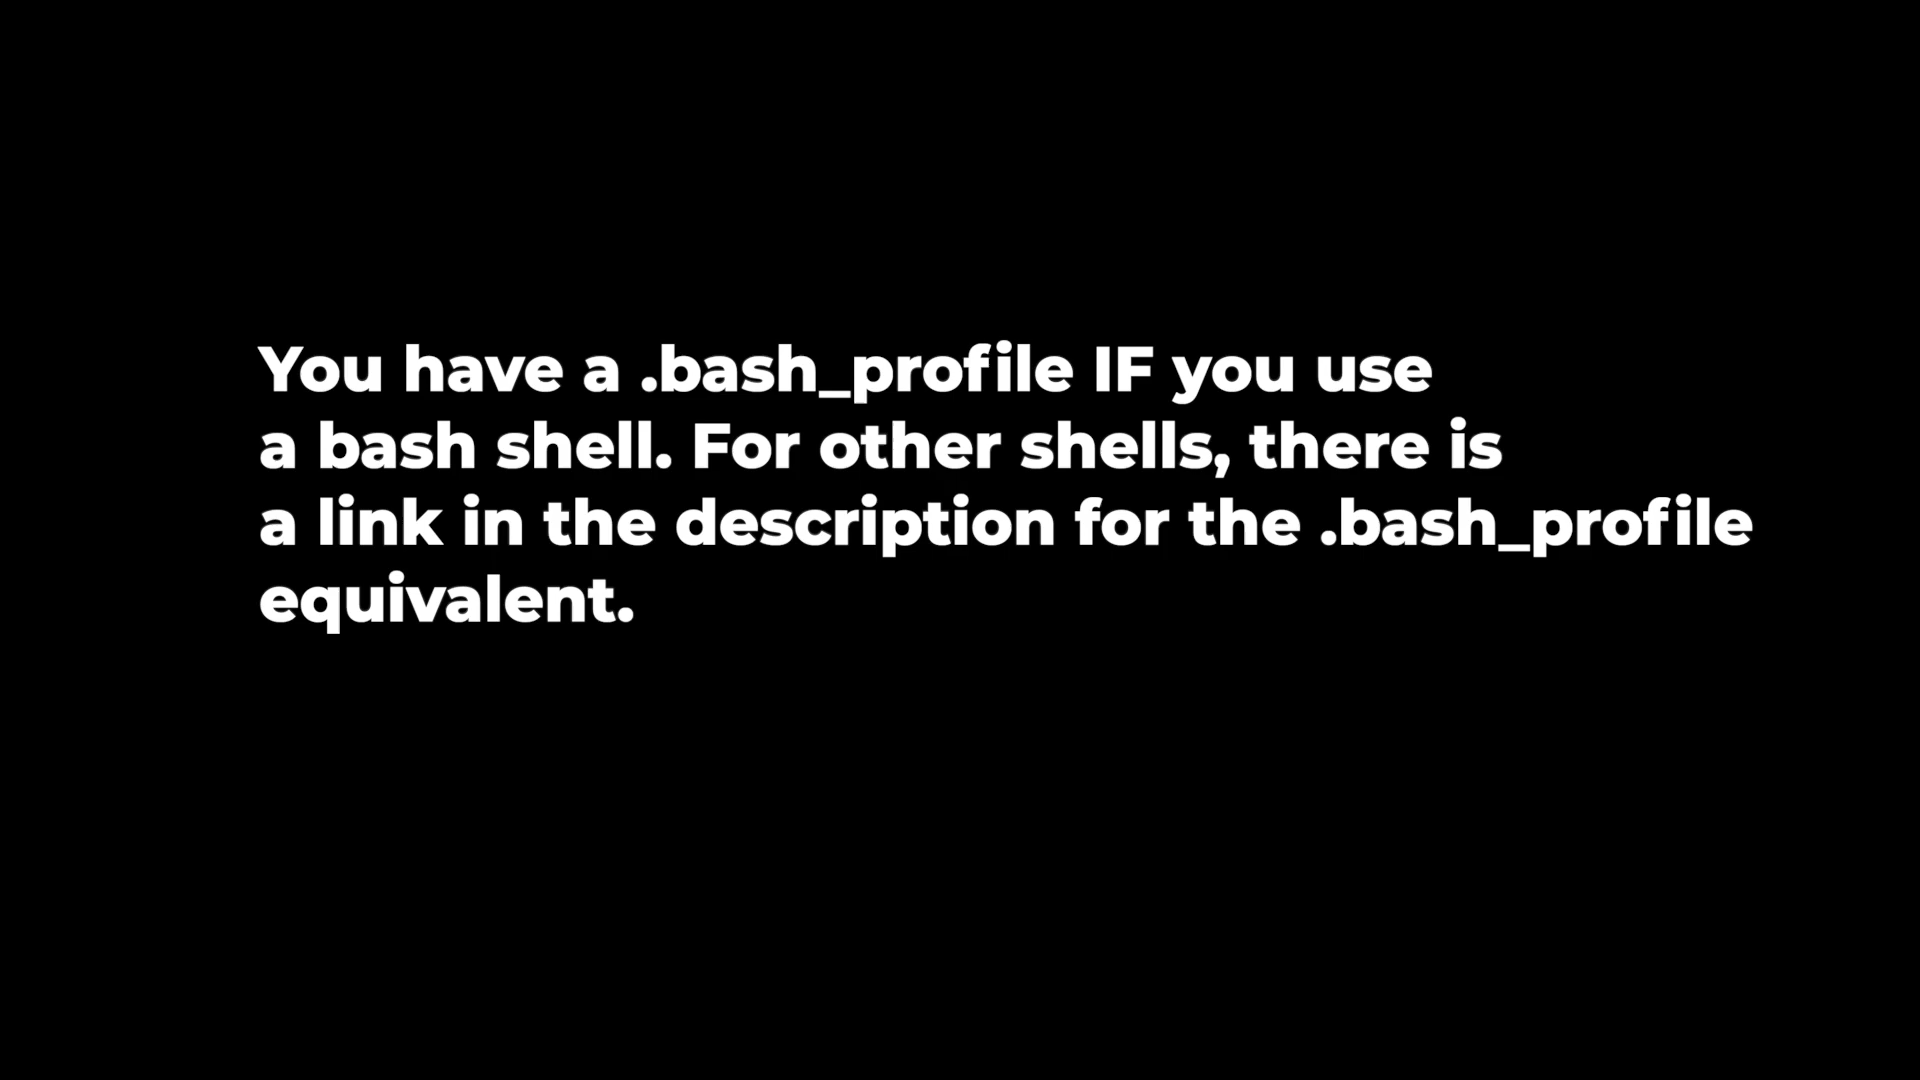 You have a .bash_profile IF you use
a bash shell. For other shells, there is
a link in the description for the .bash_profile
equivalent.